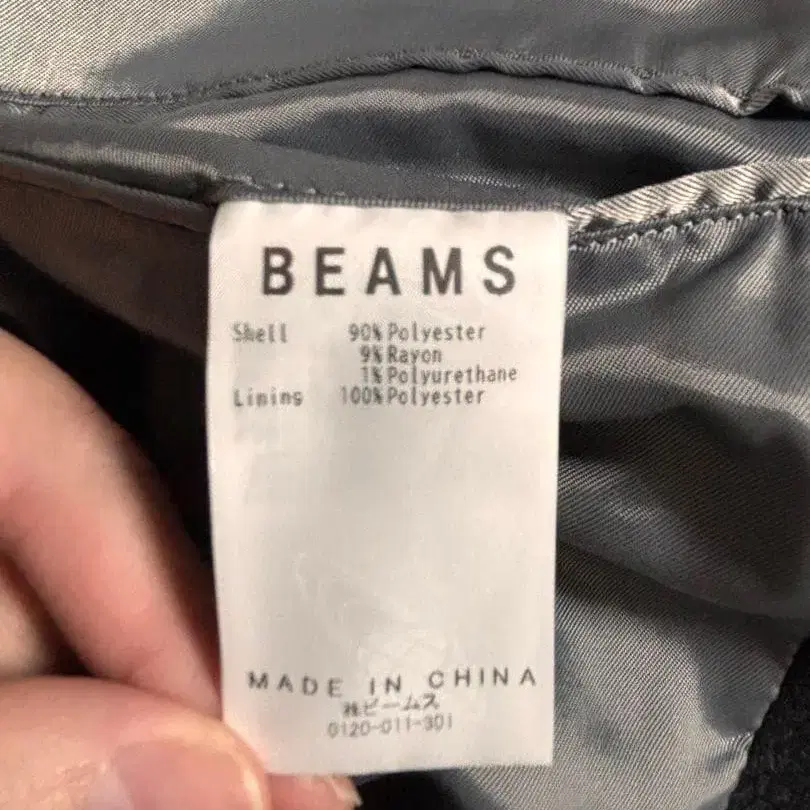 BEAMS
Shell 90% Polyester
9% Rayon
1% Polyurethane
Lining 100% Polyester
MADE IN CHINA
㈱ビームス
0120-011-301